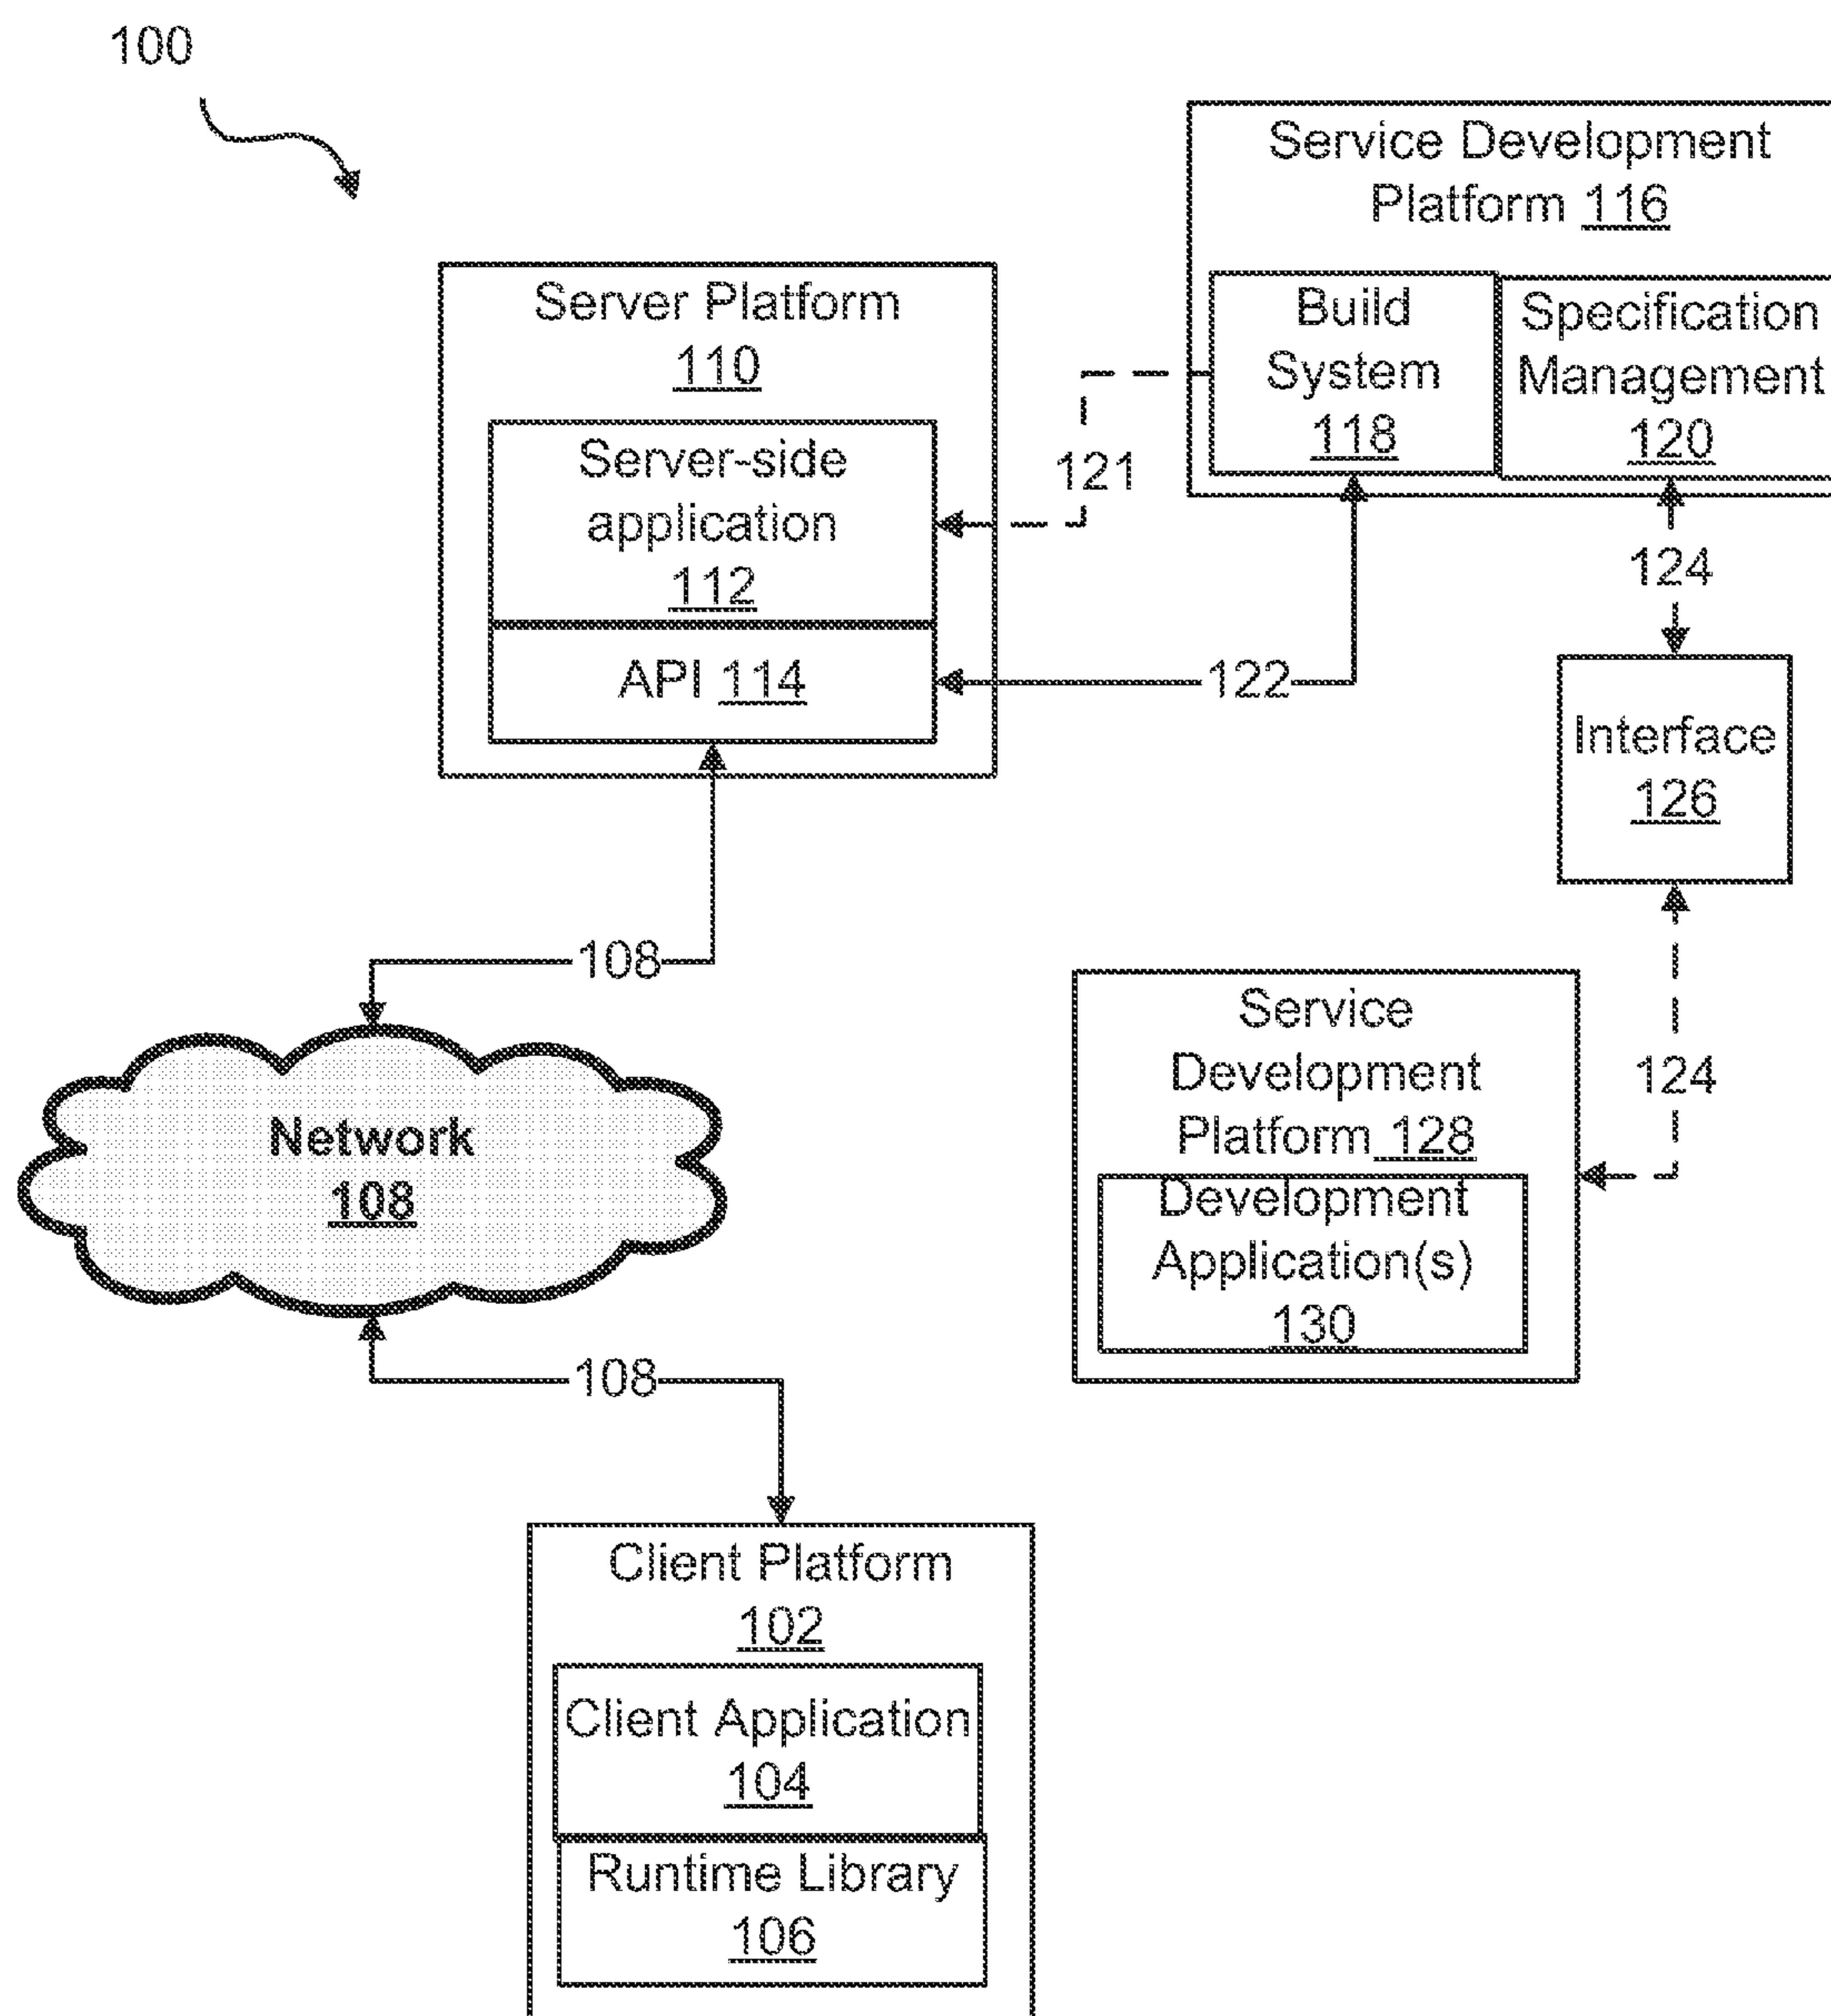 100
Service Development
Platform 116
Server Platform
110
Build
System
118
Specification
Management
120
Server-side
application
112
121
124
API 114
122
Interface
126
108
Service
Development
Platform 128
124
Network
108
Development
Application(s)
130
108
Client Platform
102
Client Application
104
Runtime Library
106